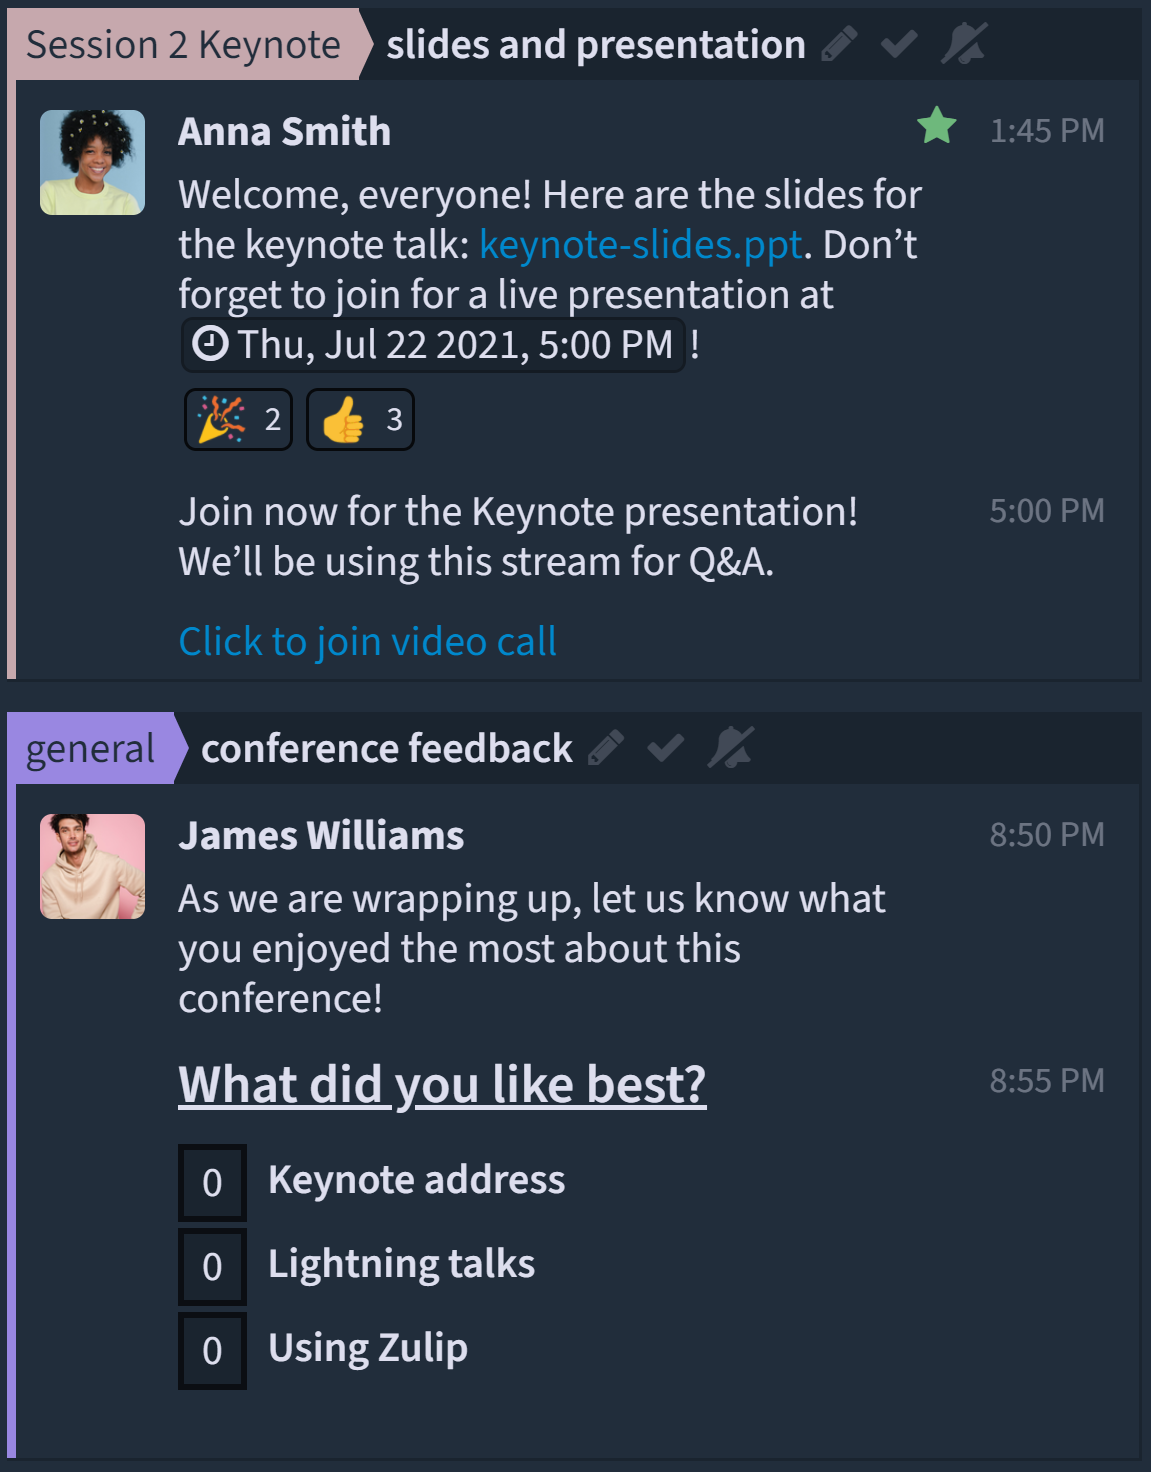 Session 2 Keynote slides and presentation
Anna Smith 1:45 PM
Welcome, everyone! Here are the slides for
the keynote talk: keynote-slides.ppt. Don’t
forget to join for a live presentation at
Thu, Jul 22 2021, 5:00 PM !
2 3
Join now for the Keynote presentation! 5:00 PM
We’ll be using this stream for Q&A.
Click to join video call
general conference feedback
James Williams 8:50 PM
As we are wrapping up, let us know what
you enjoyed the most about this
conference!
What did you like best? 8:55 PM
0 Keynote address
0 Lightning talks
0 Using Zulip